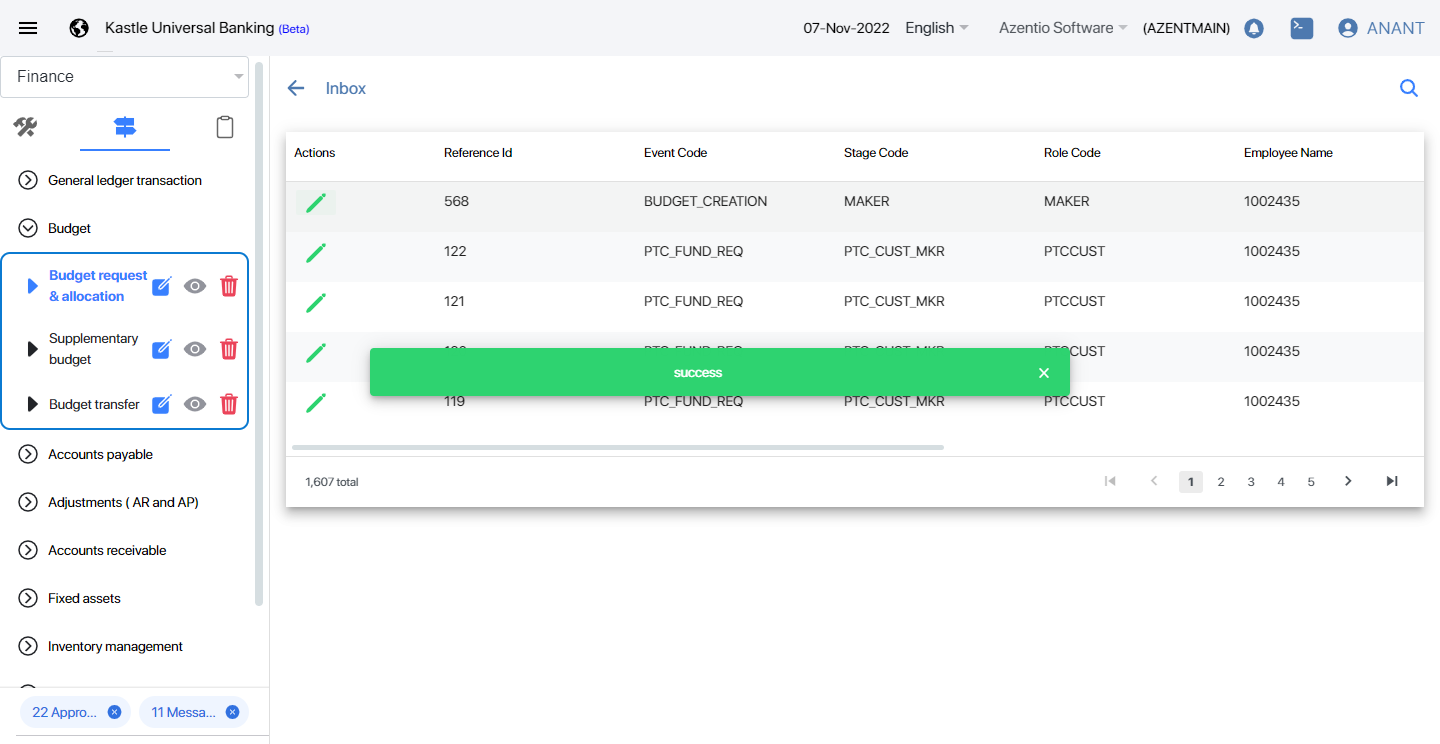 Kastle Universal Banking (Beta)
07-Nov-2022 English Azentio Software (AZENTMAIN) ANANT
Finance
General ledger transaction
Budget
Budget request
& allocation
Supplementary
budget
Budget transfer
Accounts payable
Adjustments ( AR and AP)
Accounts receivable
Fixed assets
Inventory management
22 Appro... 11 Messa...
Inbox
Actions Reference Id Event Code Stage Code Role Code Employee Name
568 BUDGET_CREATION MAKER MAKER 1002435
122 PTC_FUND_REQ PTC_CUST_MKR PTCCUST 1002435
121 PTC_FUND_REQ PTC_CUST_MKR PTCCUST 1002435
PTC_FUND_REQ PTC_CUST_MKR PTCCUST 1002435
success
119 PTC_FUND_REQ PTC_CUST_MKR PTCCUST 1002435
1,607 total 1 2 3 4 5